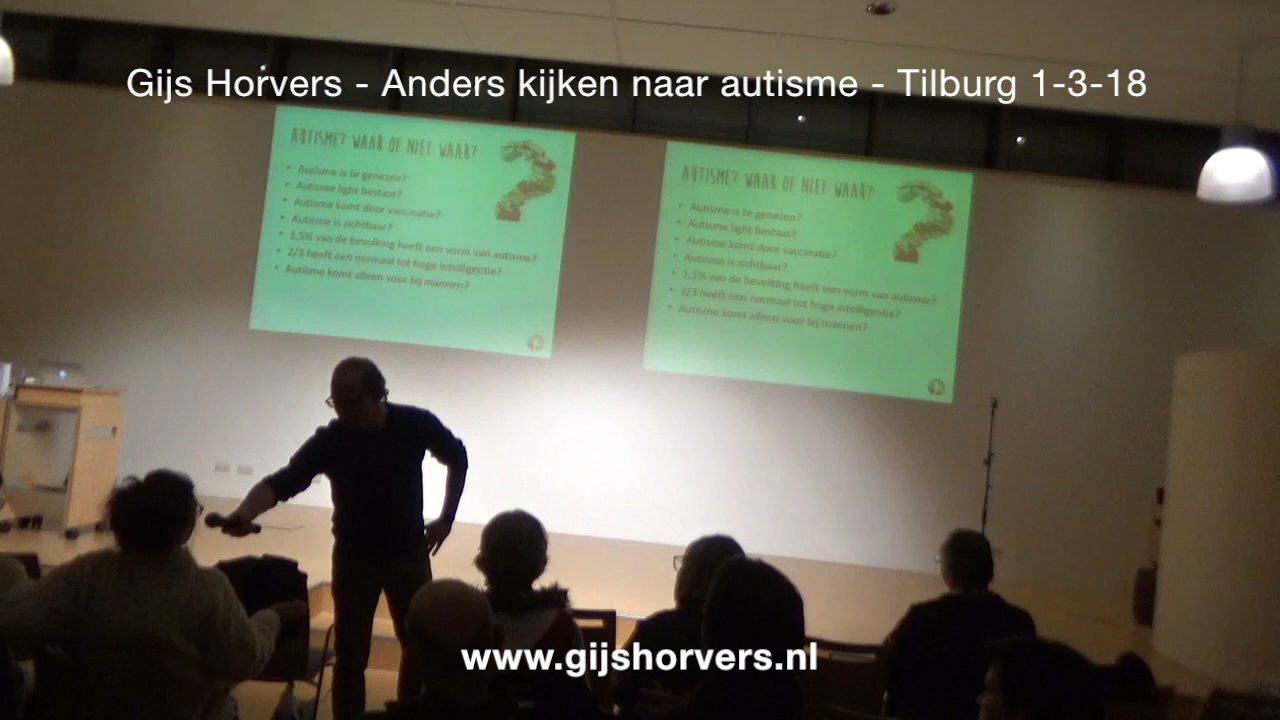 Gijs Horvers - Anders kijken naar autisme - Tilburg 1-3-18
AUTISME? WAAR OF NIET WAAR?
• Autisme is te genezen?
• Autisme light bestaat?
• Autisme komt door vaccinatie?
• Autisme is zichtbaar?
• 1,5% van de bevolking heeft een vorm van autisme?
• 2/3 heeft een normaal tot hoge intelligentie?
• Autisme komt alleen voor bij mannen?
AUTISME? WAAR OF NIET WAAR?
• Autisme is te genezen?
• Autisme light bestaat?
• Autisme komt door vaccinatie?
• Autisme is zichtbaar?
• 1,5% van de bevolking heeft een vorm van autisme?
• 2/3 heeft een normaal tot hoge intelligentie?
• Autisme komt alleen voor bij mannen?
www.gijshorvers.nl